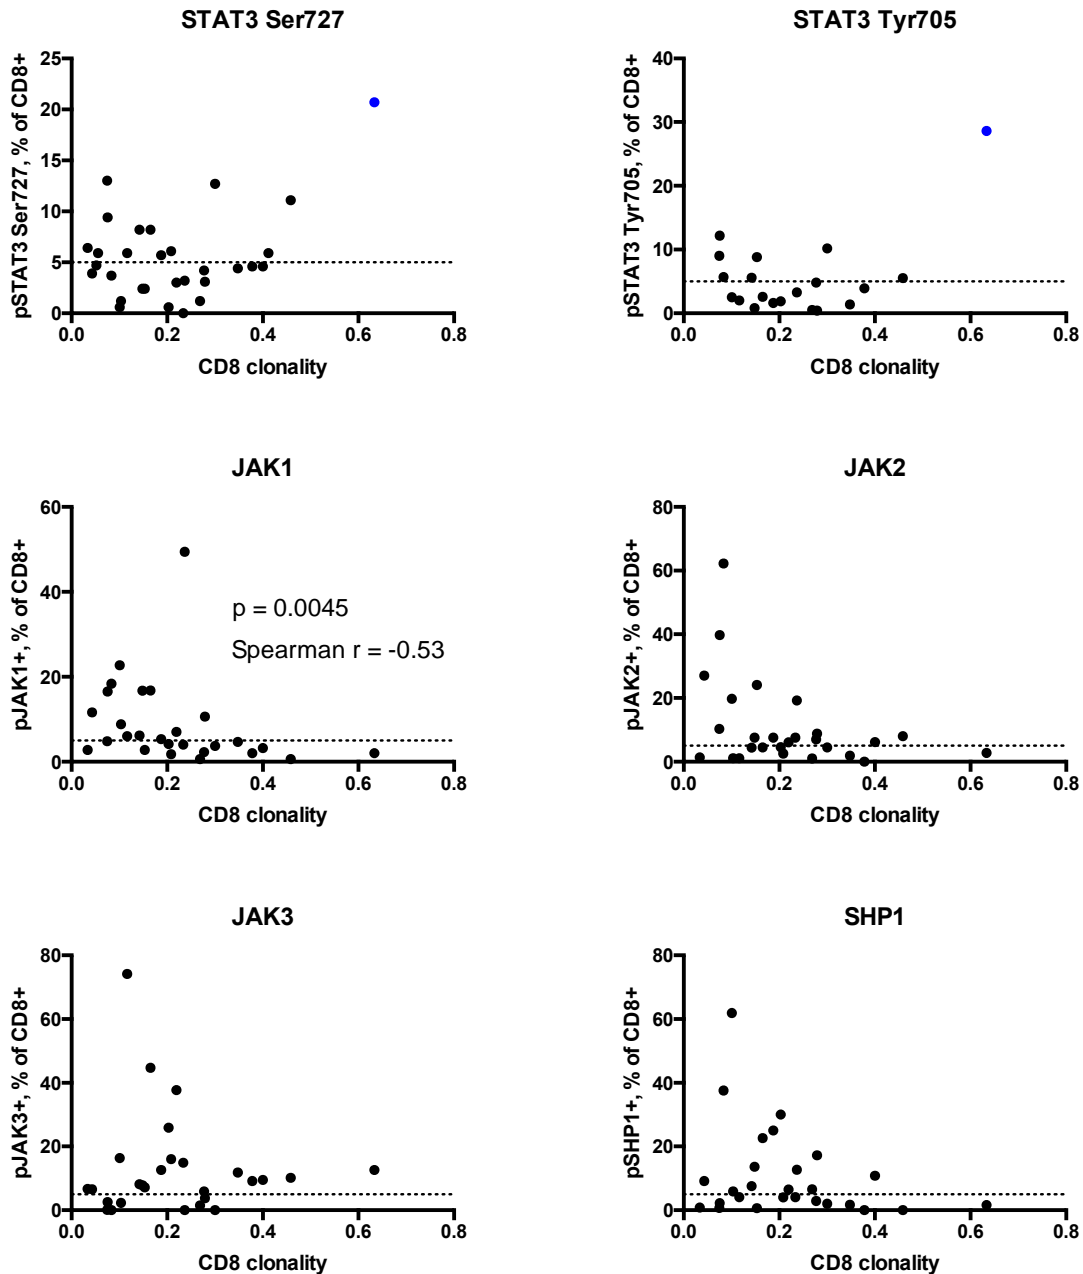 STAT3 Ser727
pSTAT3 Ser727, % of CD8+
25
20
15
10
5
0
0.0 0.2 0.4 0.6 0.8
CD8 clonality
STAT3 Tyr705
pSTAT3 Tyr705, % of CD8+
40
30
20
10
0
0.0 0.2 0.4 0.6 0.8
CD8 clonality
JAK1
pJAK1+, % of CD8+
60
40
20
0
p = 0.0045
Spearman r = -0.53
0.0 0.2 0.4 0.6 0.8
CD8 clonality
JAK2
pJAK2+, % of CD8+
80
60
40
20
0
0.0 0.2 0.4 0.6 0.8
CD8 clonality
JAK3
pJAK3+, % of CD8+
80
60
40
20
0
0.0 0.2 0.4 0.6 0.8
CD8 clonality
SHP1
pSHP1+, % of CD8+
80
60
40
20
0
0.0 0.2 0.4 0.6 0.8
CD8 clonality